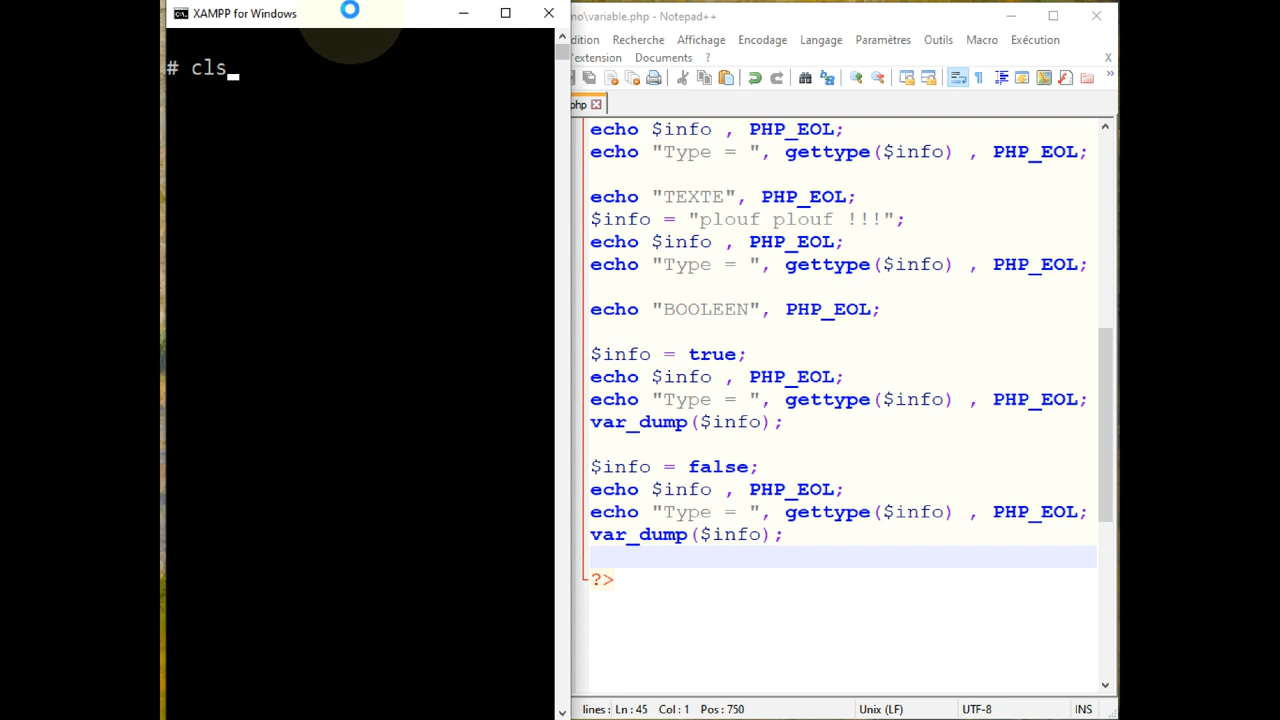 XAMPP for Windows
# cls
no\variable.php - Notepad++
dition Recherche Affichage Encodage Langage Paramètres Outils Macro Exécution
'extension Documents ? X
php
echo $info , PHP_EOL;
echo "Type = ", gettype($info) , PHP_EOL;
echo "TEXTE", PHP_EOL;
$info = "plouf plouf !!!";
echo $info , PHP_EOL;
echo "Type = ", gettype($info) , PHP_EOL;
echo "BOOLEEN", PHP_EOL;
$info = true;
echo $info , PHP_EOL;
echo "Type = ", gettype($info) , PHP_EOL;
var_dump($info);
$info = false;
echo $info , PHP_EOL;
echo "Type = ", gettype($info) , PHP_EOL;
var_dump($info);
?>
lines: Ln : 45 Col : 1 Pos : 750 Unix (LF) UTF-8 INS